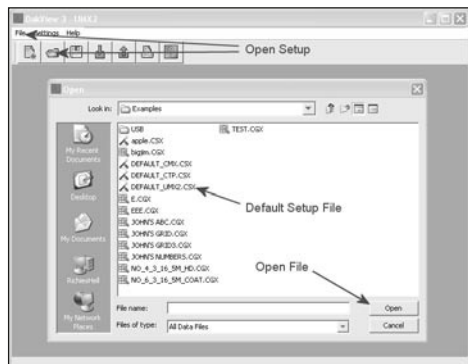 DakView 3 - UMX2
File Settings Help
Open Setup
Open
Look in: Examples
USB
apple.CSX
bigjim.CGX
DEFAULT_CMX.CSX
DEFAULT_CTP.CSX
DEFAULT_UMX2.CSX
E.CGX
EEE.CGX
JOHN'S ABC.CGX
JOHN'S GRID.CGX
JOHN'S GRID3.CGX
JOHN'S NUMBERS.CGX
NO_4_3_16_5M_HD.CGX
NO_6_3_16_5M_COAT.CGX
TEST.CGX
My Recent Documents
Desktop
My Documents
My Network Places
Default Setup File
Open File
File name:
Open
Files of type: All Data Files
Cancel